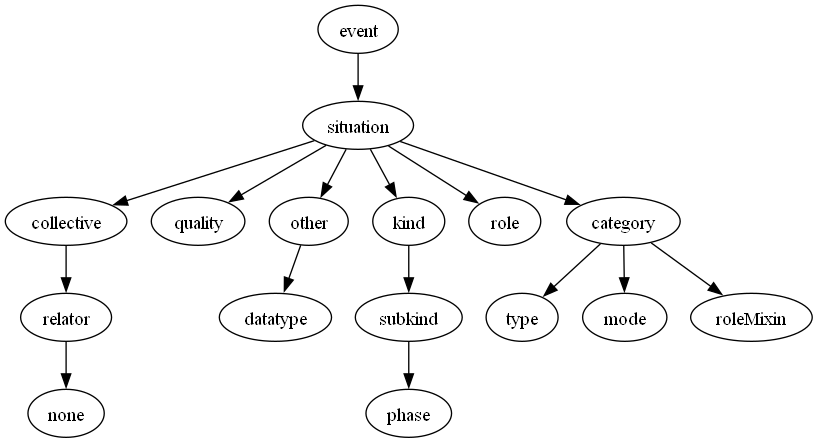 event
situation
collective
quality
other
kind
role
category
relator
datatype
subkind
type
mode
roleMixin
none
phase